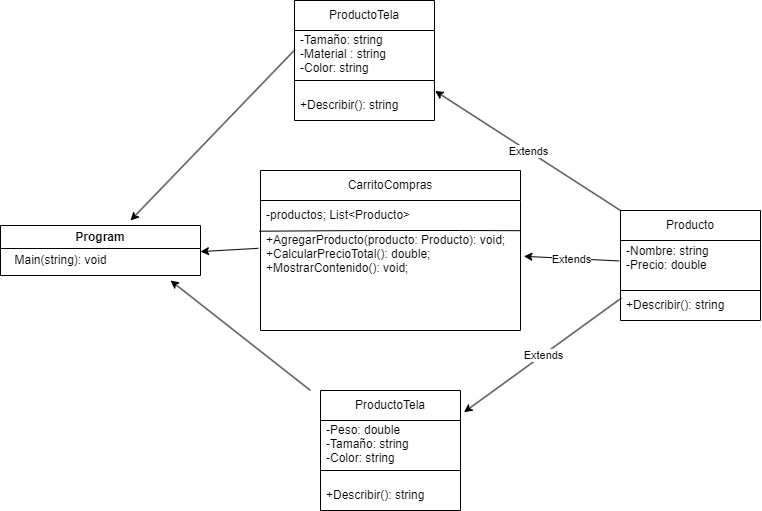 ProductoTela
-Tamaño: string
-Material : string
-Color: string
+Describir(): string
Extends
CarritoCompras
-productos; List<Producto>
+AgregarProducto(producto: Producto): void;
+CalcularPrecioTotal(): double;
+MostrarContenido(): void;
Program
Main(string): void
Extends
Producto
-Nombre: string
-Precio: double
+Describir(): string
Extends
ProductoTela
-Peso: double
-Tamaño: string
-Color: string
+Describir(): string